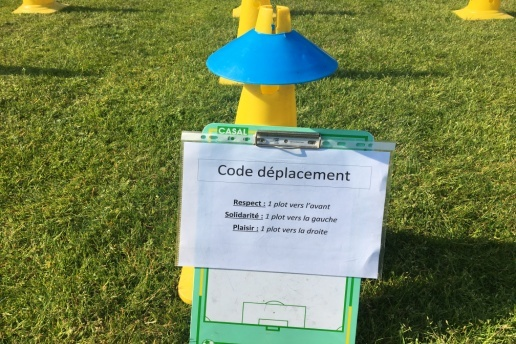 CASAL
Code déplacement
Respect : 1 plot vers l'avant
Solidarité : 1 plot vers la gauche
Plaisir : 1 plot vers la droite